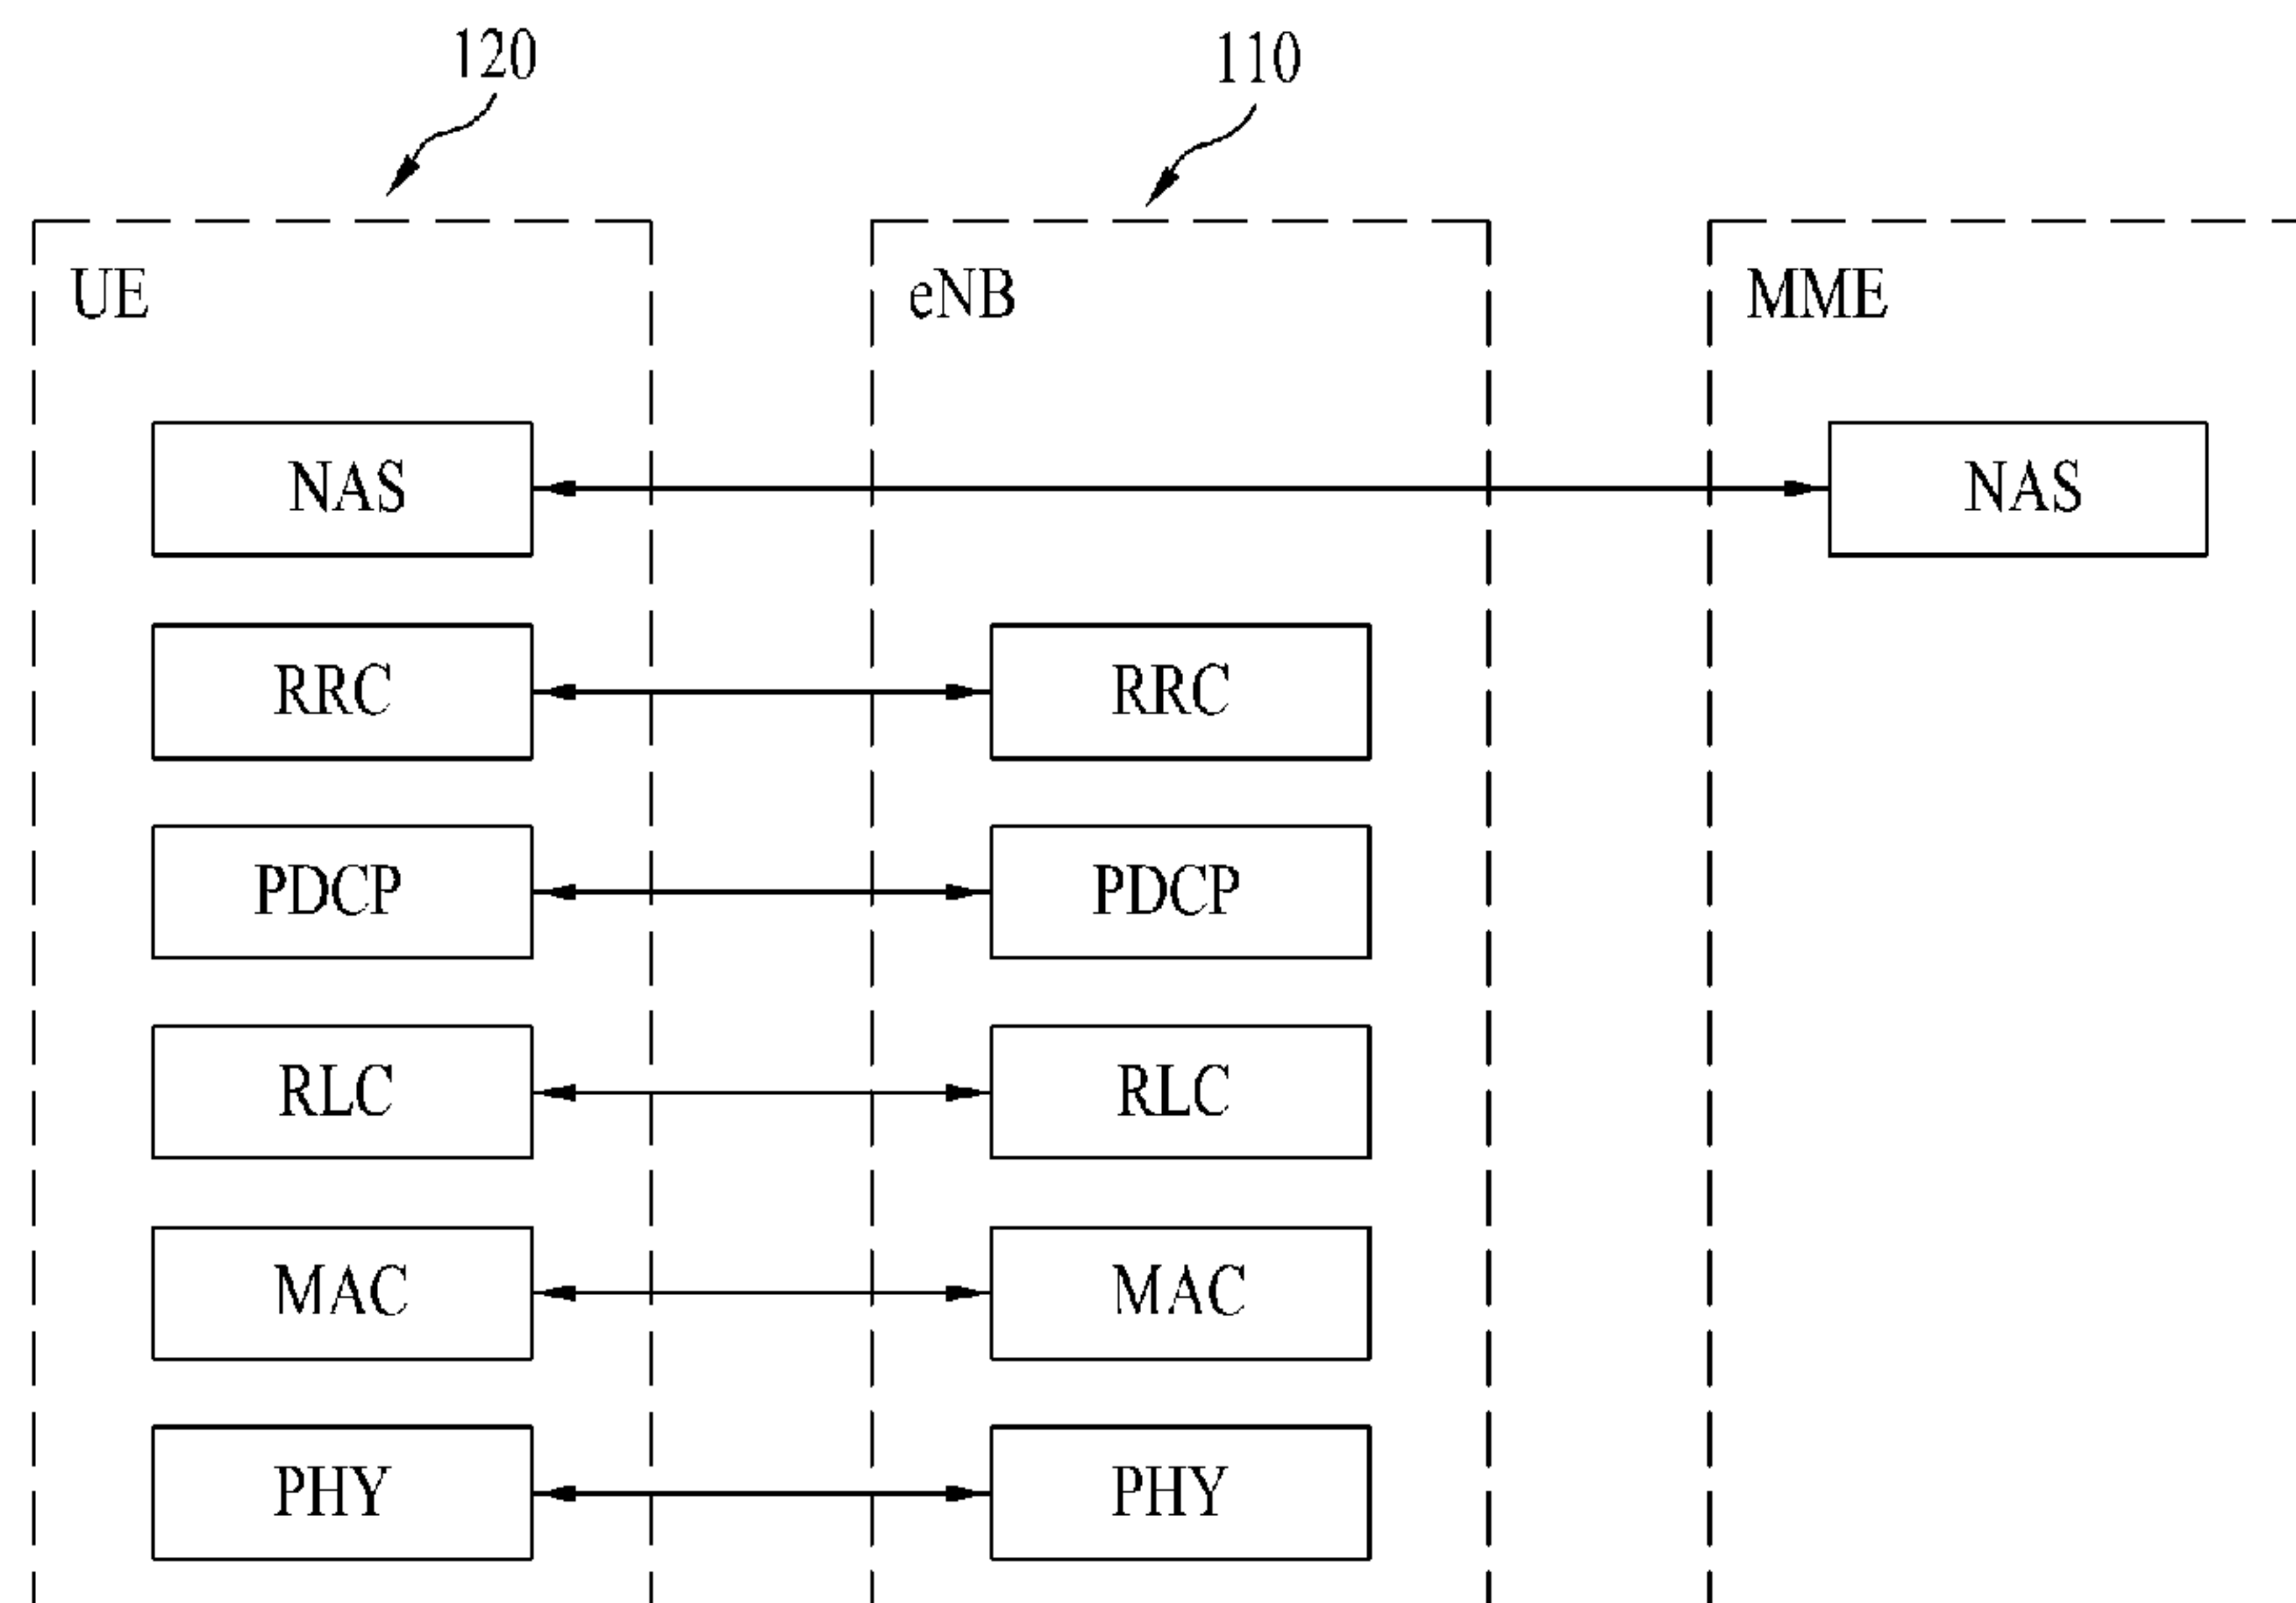 120
110
UE
eNB
MME
NAS
NAS
RRC
RRC
PDCP
PDCP
RLC
RLC
MAC
MAC
PHY
PHY